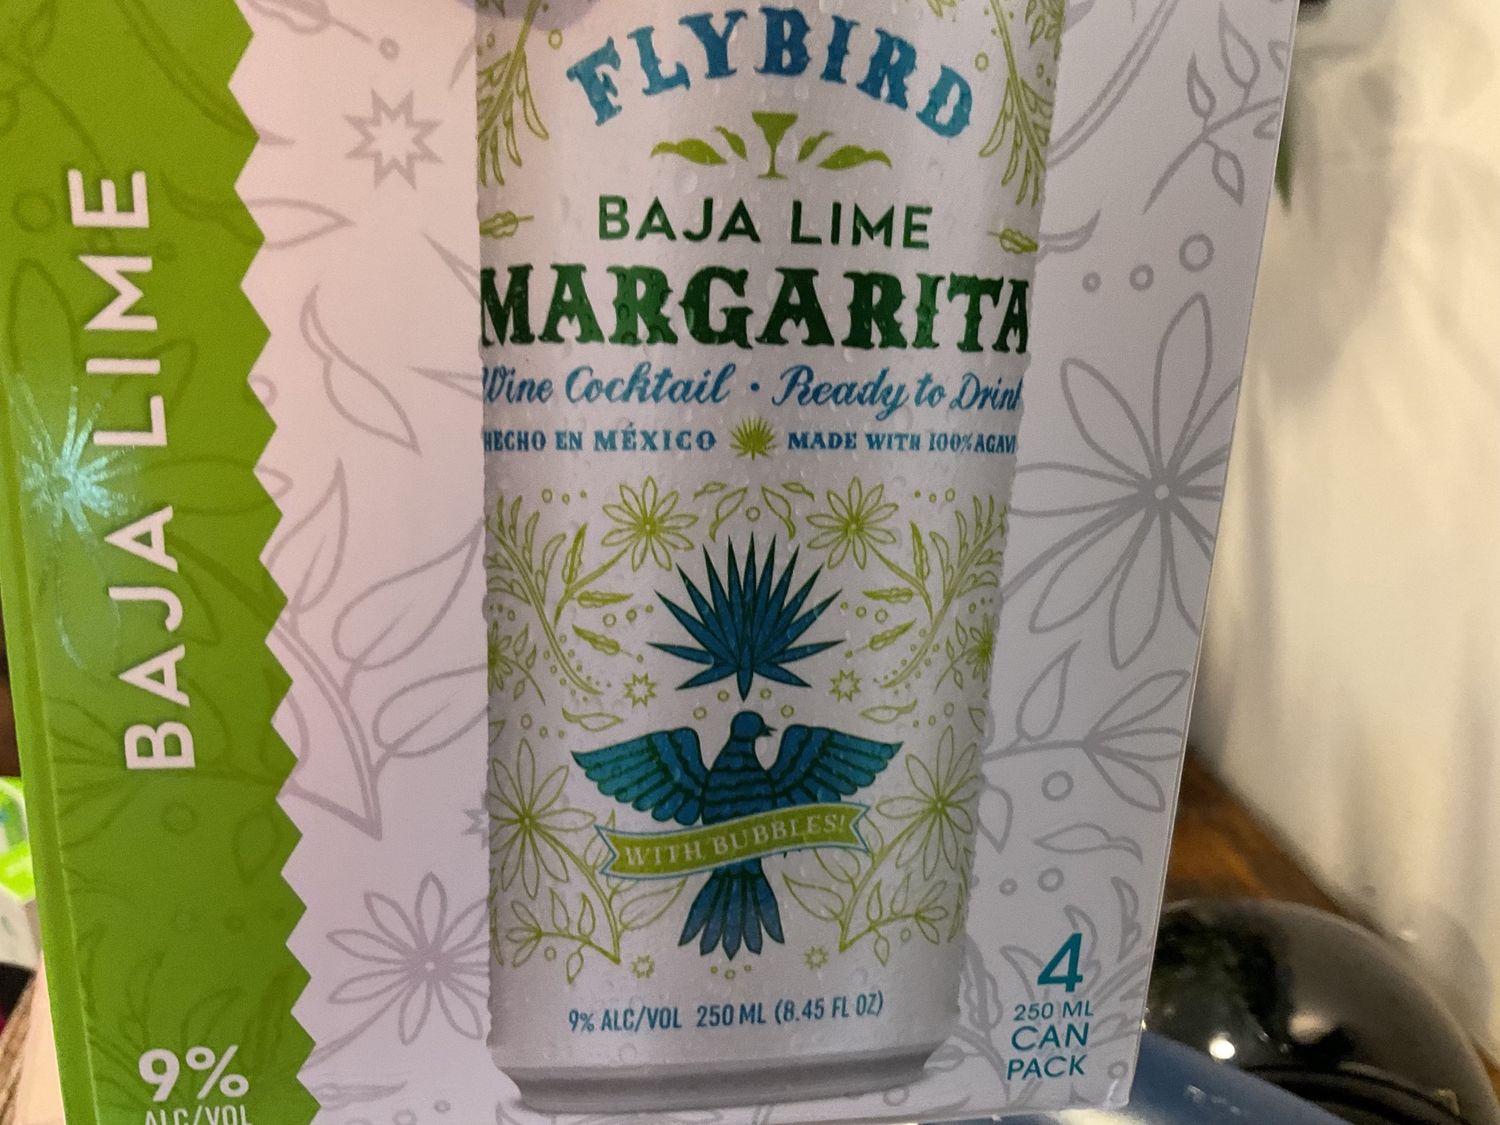 BAJA LIME
9%
ALC/VOL
FLYBIRD
BAJA LIME
MARGARITA
Wine Cocktail • Ready to Drink
HECHO EN MÉXICO MADE WITH 100% AGAV
WITH BUBBLES!
9% ALC/VOL 250 ML (8.45 FL OZ)
4
250 ML
CAN
PACK